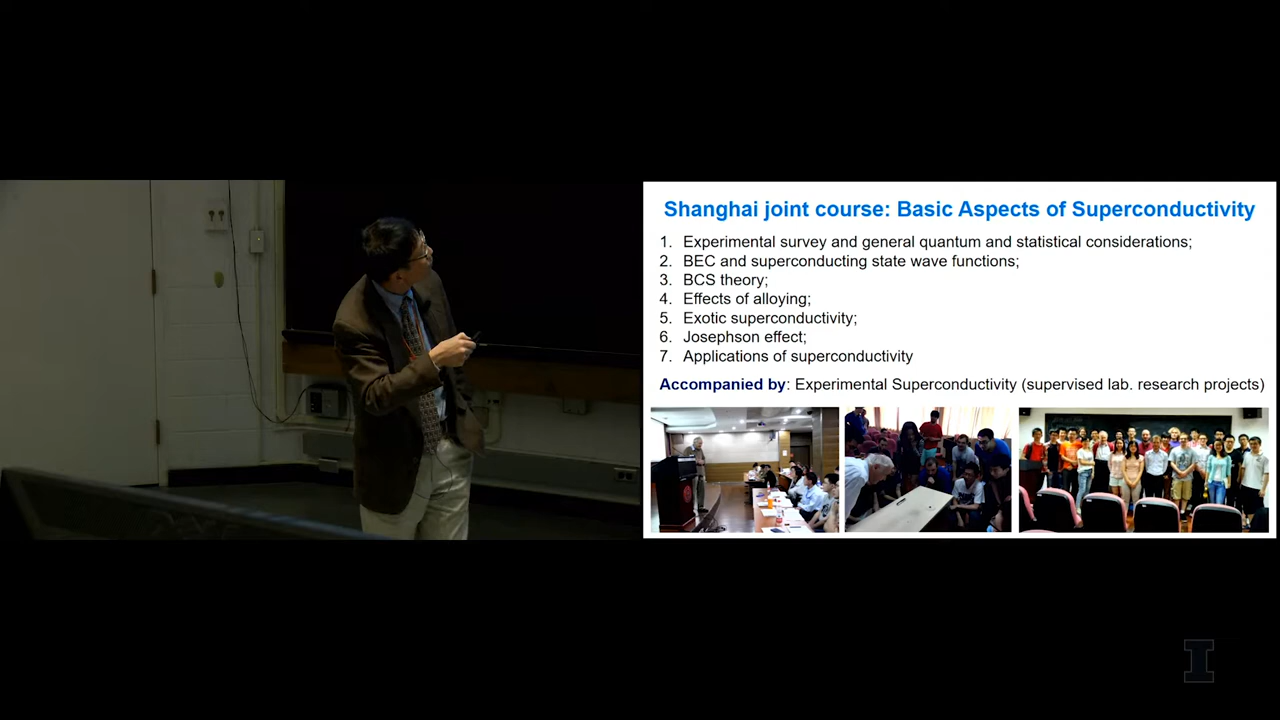 Shanghai joint course: Basic Aspects of Superconductivity
1. Experimental survey and general quantum and statistical considerations;
2. BEC and superconducting state wave functions;
3. BCS theory;
4. Effects of alloying;
5. Exotic superconductivity;
6. Josephson effect;
7. Applications of superconductivity
Accompanied by: Experimental Superconductivity (supervised lab. research projects)
I